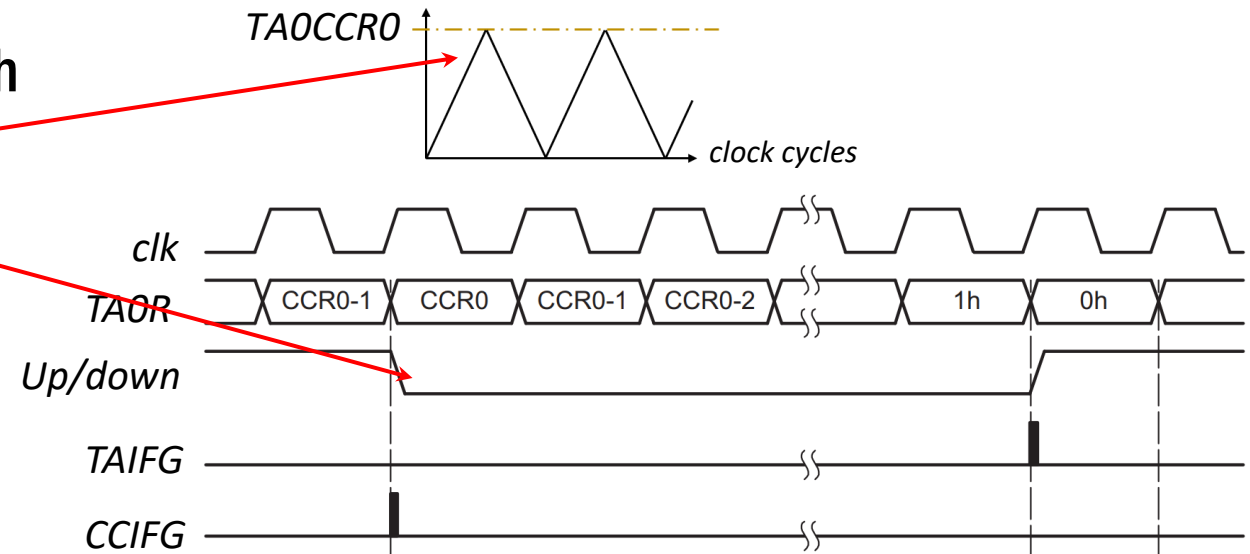 TA0CCR0
h
clock cycles
clk
TA0R CCR0-1 CCR0 CCR0-1 CCR0-2 1h 0h
Up/down
TAIFG
CCIFG